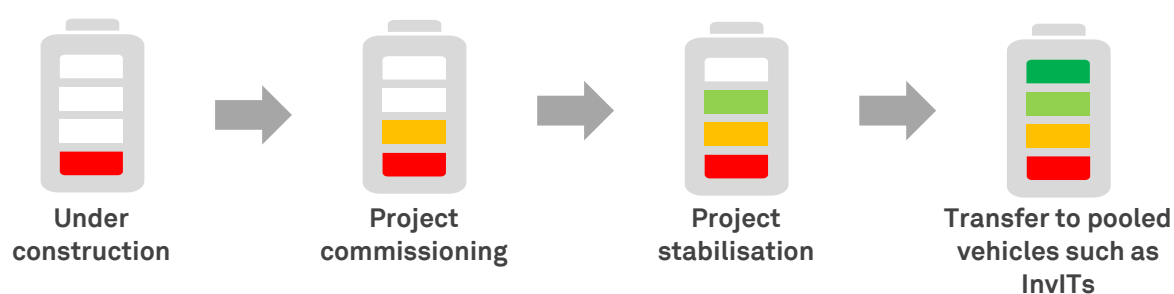 Under
construction
Project
commissioning
Project
stabilisation
Transfer to pooled
vehicles such as
InvITs